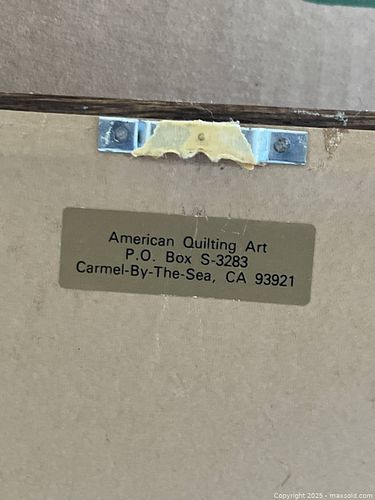 American Quilting Art
P.O. Box S-3283
Carmel-By-The-Sea, CA 93921
Copyright 2025 - maxsold.com